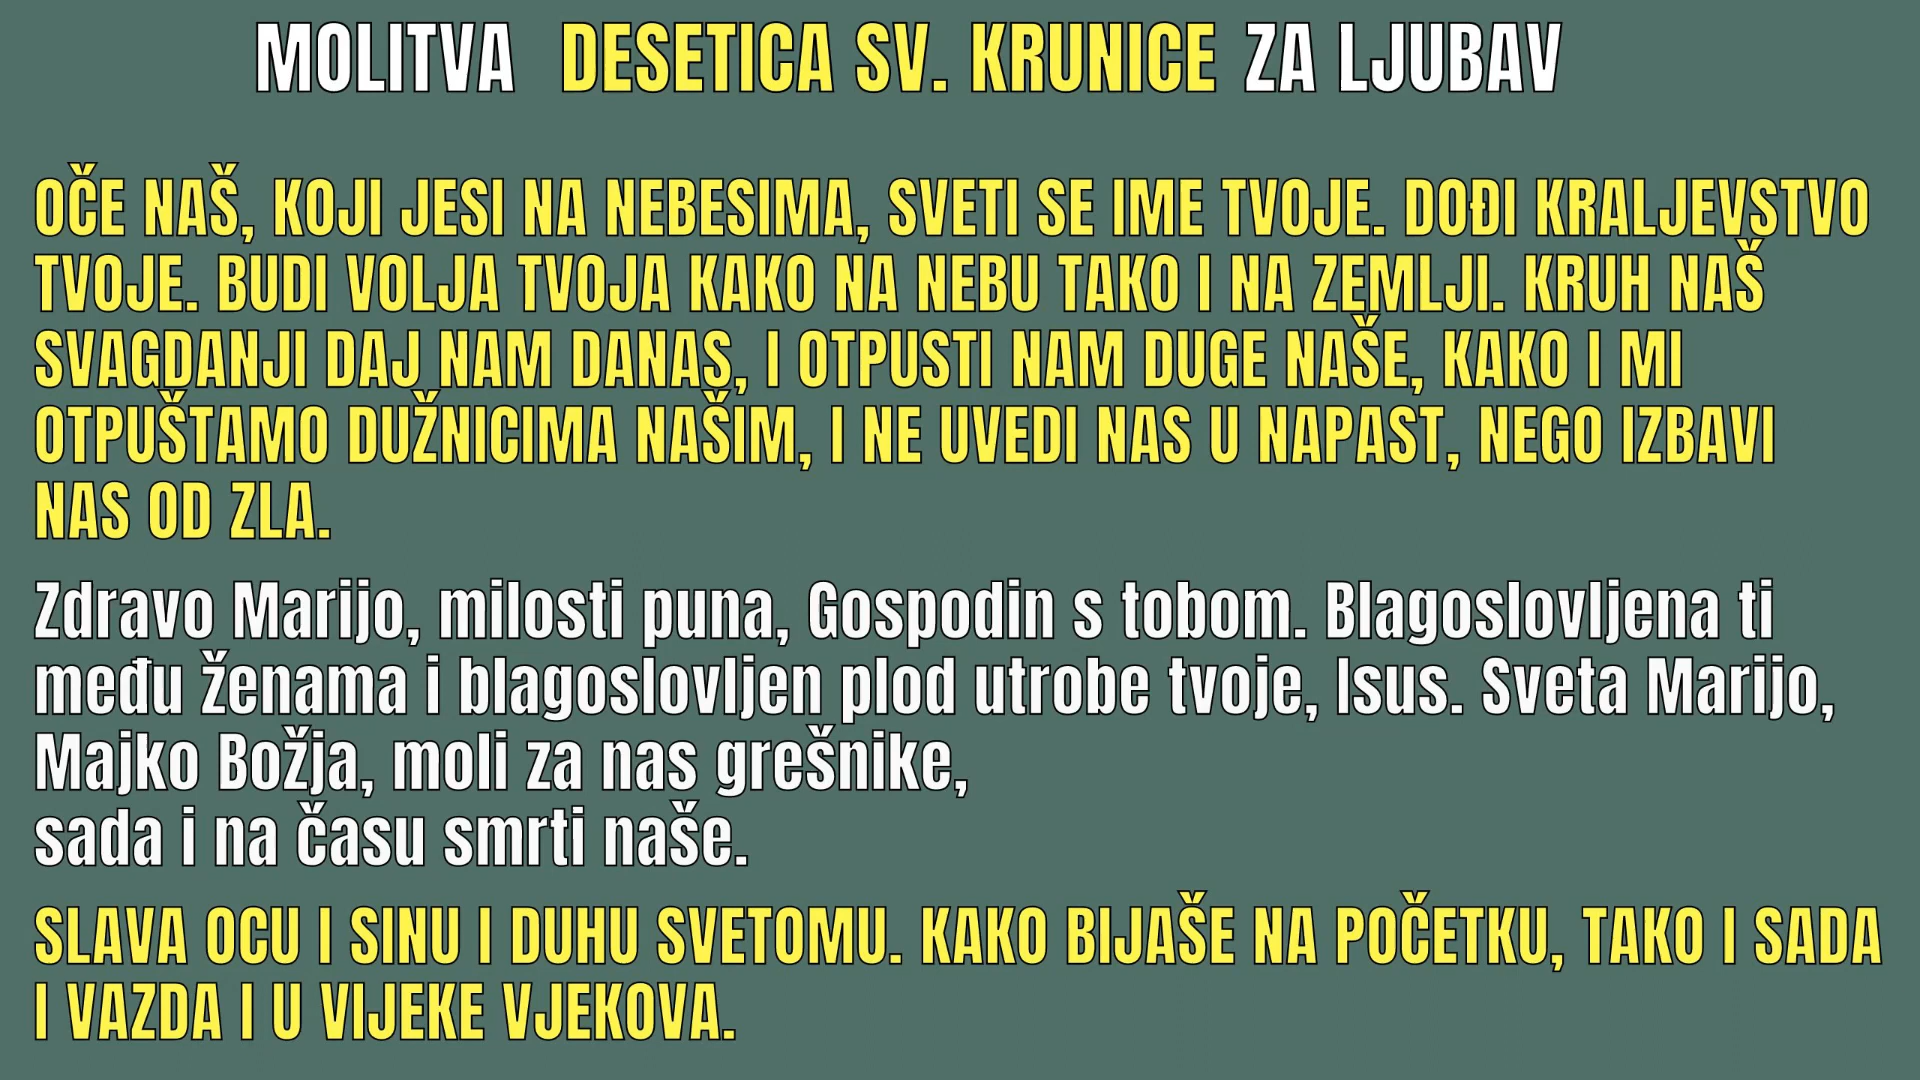 MOLITVA DESETICA SV. KRUNICE ZA LJUBAV
OČE NAŠ, KOJI JESI NA NEBESIMA, SVETI SE IME TVOJE. DOĐI KRALJEVSTVO
TVOJE. BUDI VOLJA TVOJA KAKO NA NEBU TAKO I NA ZEMLJI. KRUH NAŠ
SVAGDANJI DAJ NAM DANAS, I OTPUSTI NAM DUGE NAŠE, KAKO I MI
OTPUŠTAMO DUŽNICIMA NAŠIM, I NE UVEDI NAS U NAPAST, NEGO IZBAVI
NAS OD ZLA.
Zdravo Marijo, milosti puna, Gospodin s tobom. Blagoslovljena ti
među ženama i blagoslovljen plod utrobe tvoje, Isus. Sveta Marijo,
Majko Božja, moli za nas grešnike,
sada i na času smrti naše.
SLAVA OCU I SINU I DUHU SVETOMU. KAKO BIJAŠE NA POČETKU, TAKO I SADA
I VAZDA I U VIJEKE VJEKOVA.